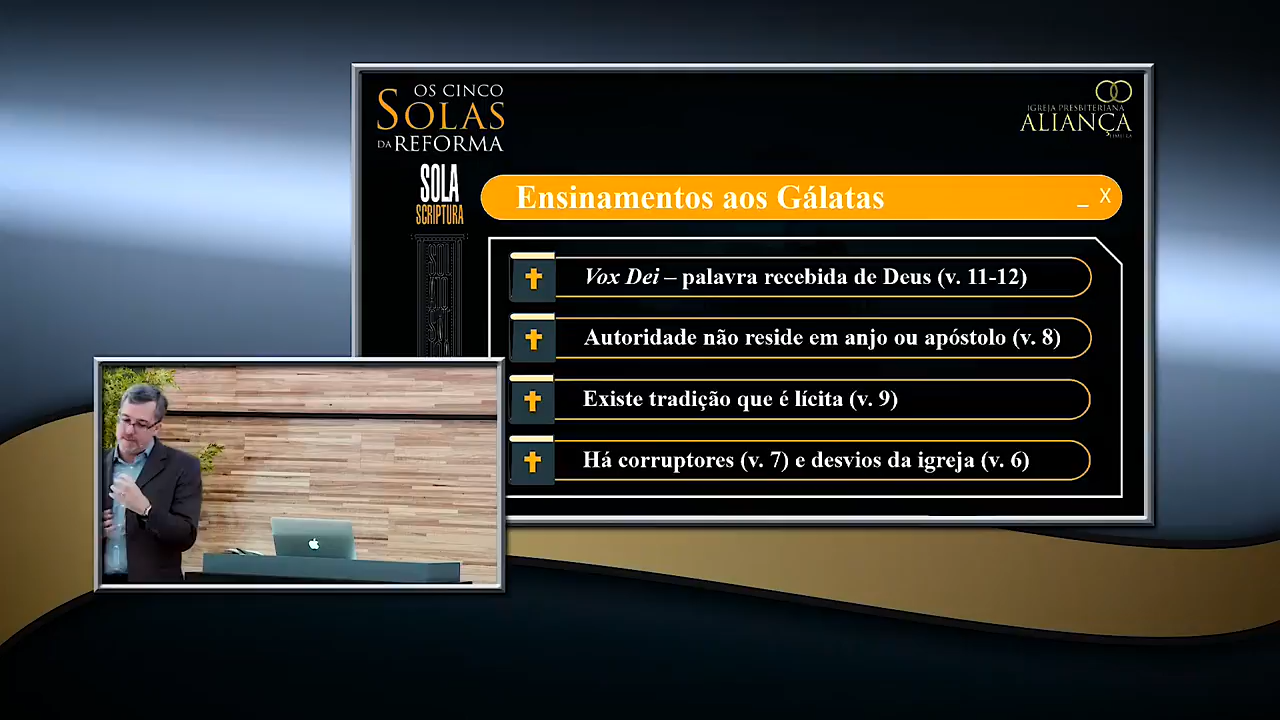 OS CINCO
SOLAS
DA REFORMA
IGREJA PRESBITERIANA
ALIANÇA
SOLA
SCRIPTURA
Ensinamentos aos Gálatas
_ X
Vox Dei – palavra recebida de Deus (v. 11-12)
Autoridade não reside em anjo ou apóstolo (v. 8)
Existe tradição que é lícita (v. 9)
Há corruptores (v. 7) e desvios da igreja (v. 6)